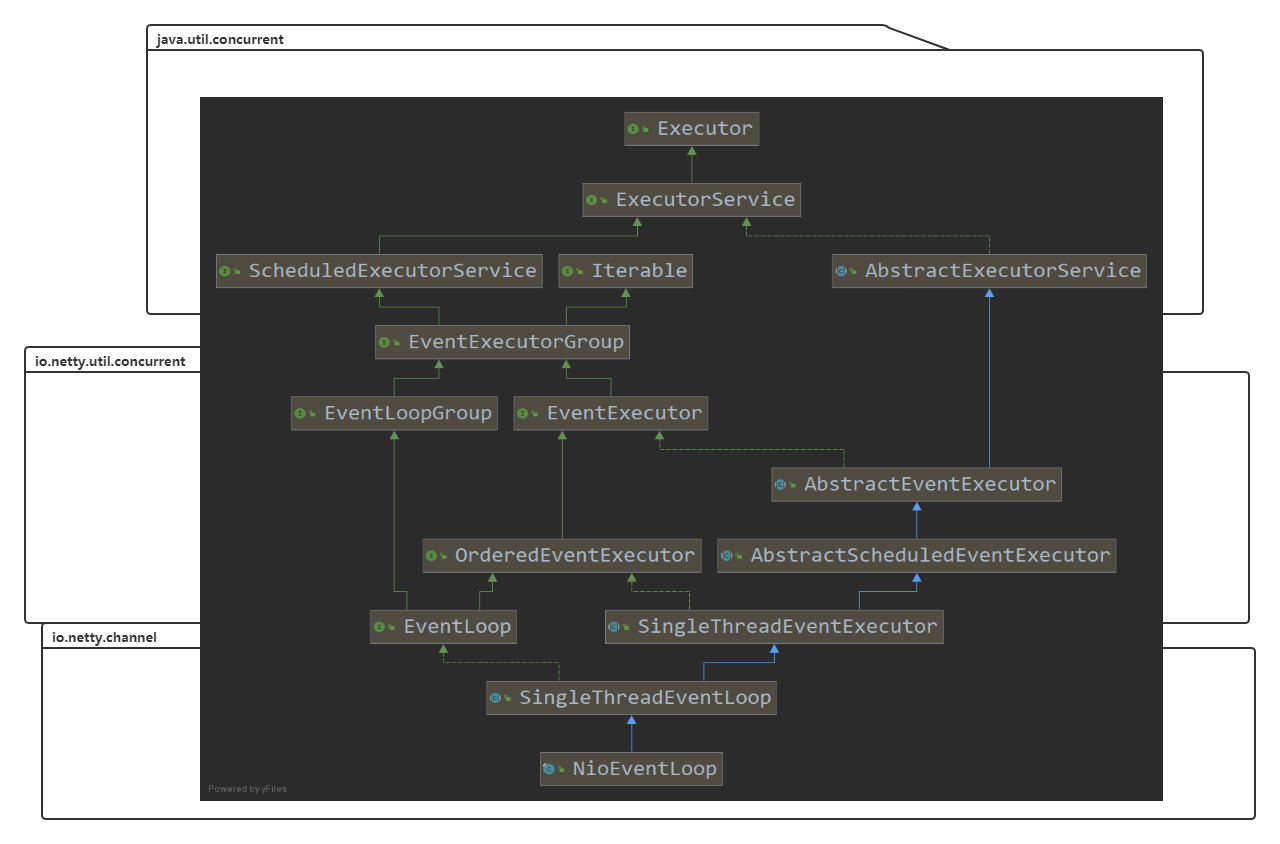 java.util.concurrent
Executor
ExecutorService
ScheduledExecutorService
Iterable
AbstractExecutorService
EventExecutorGroup
io.netty.util.concurrent
EventLoopGroup
EventExecutor
AbstractEventExecutor
OrderedEventExecutor
AbstractScheduledEventExecutor
EventLoop
SingleThreadEventExecutor
io.netty.channel
SingleThreadEventLoop
NioEventLoop
Powered by yFiles